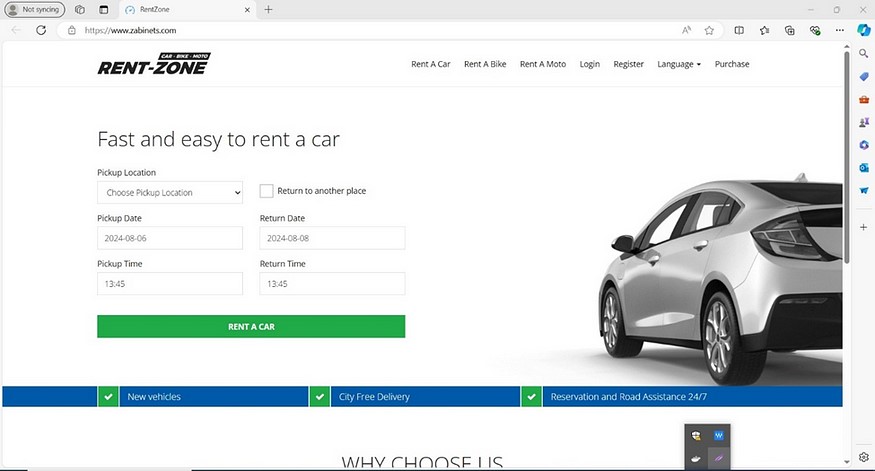 Not syncing
RentZone
https://www.zabinets.com
CAR - BIKE - MOTO
RENT-ZONE
Rent A Car Rent A Bike Rent A Moto Login Register Language Purchase
Fast and easy to rent a car
Pickup Location
Choose Pickup Location
Return to another place
Pickup Date Return Date
2024-08-06 2024-08-08
Pickup Time Return Time
13:45 13:45
RENT A CAR
New vehicles City Free Delivery Reservation and Road Assistance 24/7
WHY CHOOSE US